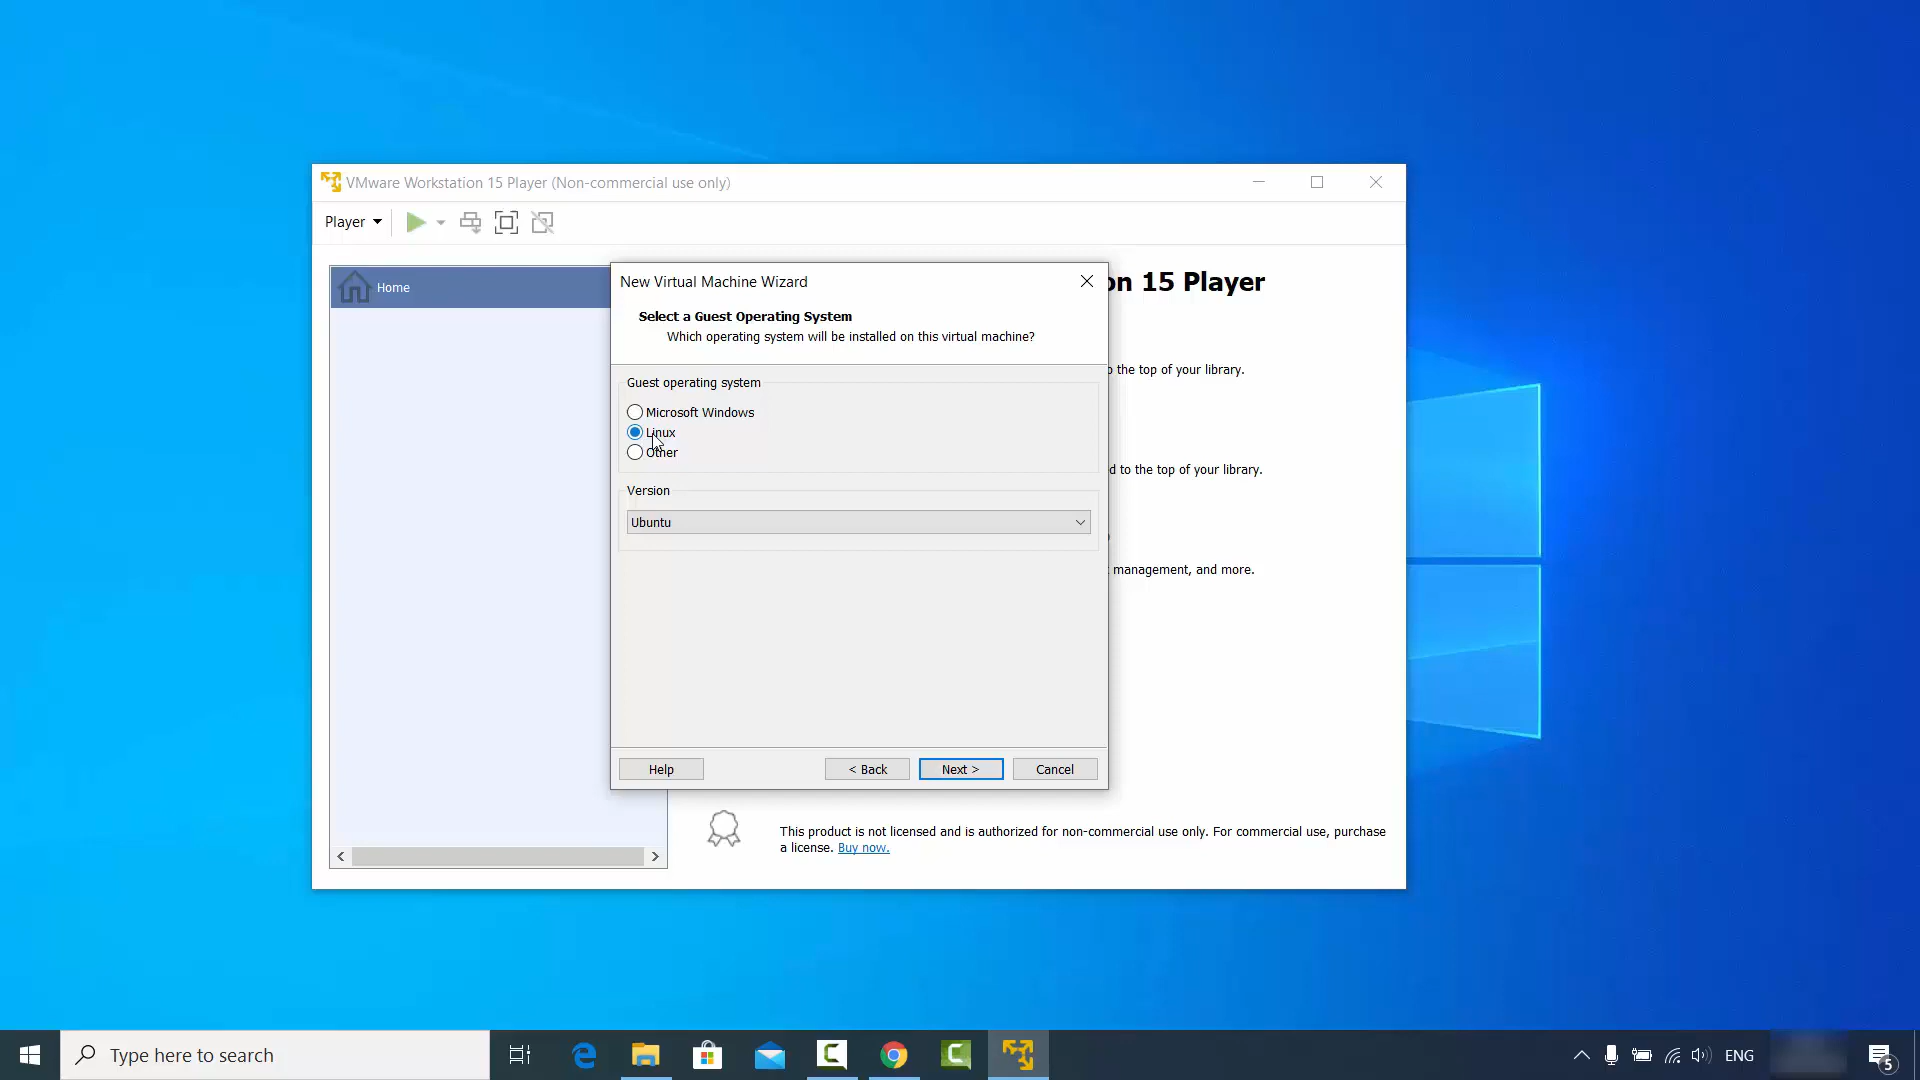 VMware Workstation 15 Player (Non-commercial use only)
Player
Home
on 15 Player
New Virtual Machine Wizard
Select a Guest Operating System
Which operating system will be installed on this virtual machine?
the top of your library.
Guest operating system
Microsoft Windows
Linux
Other
d to the top of your library.
Version
Ubuntu
management, and more.
Help
< Back
Next >
Cancel
This product is not licensed and is authorized for non-commercial use only. For commercial use, purchase
a license. Buy now.
Type here to search
ENG
5